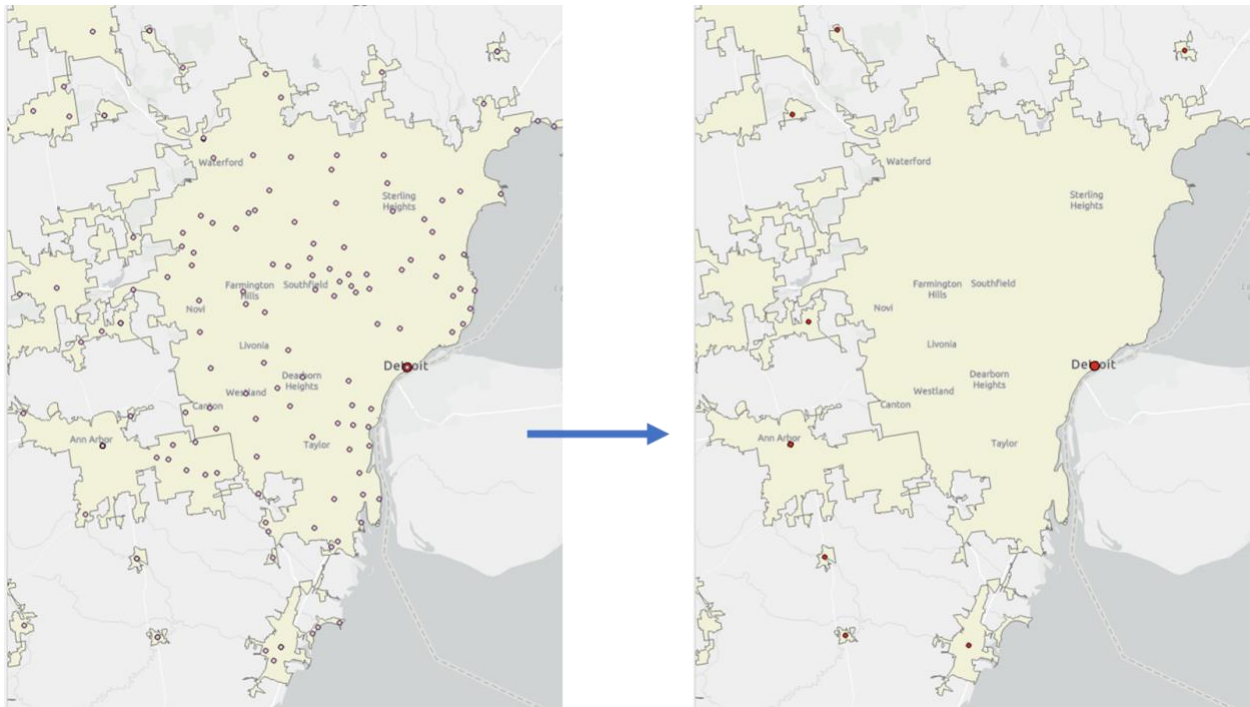 Waterford
Sterling
Heights
Farmington
Hills
Southfield
Novi
Livonia
Detroit
Dearborn
Heights
Westland
Canton
Ann Arbor
Taylor
Waterford
Sterling
Heights
Farmington
Hills
Southfield
Novi
Livonia
Detroit
Dearborn
Heights
Westland
Canton
Ann Arbor
Taylor